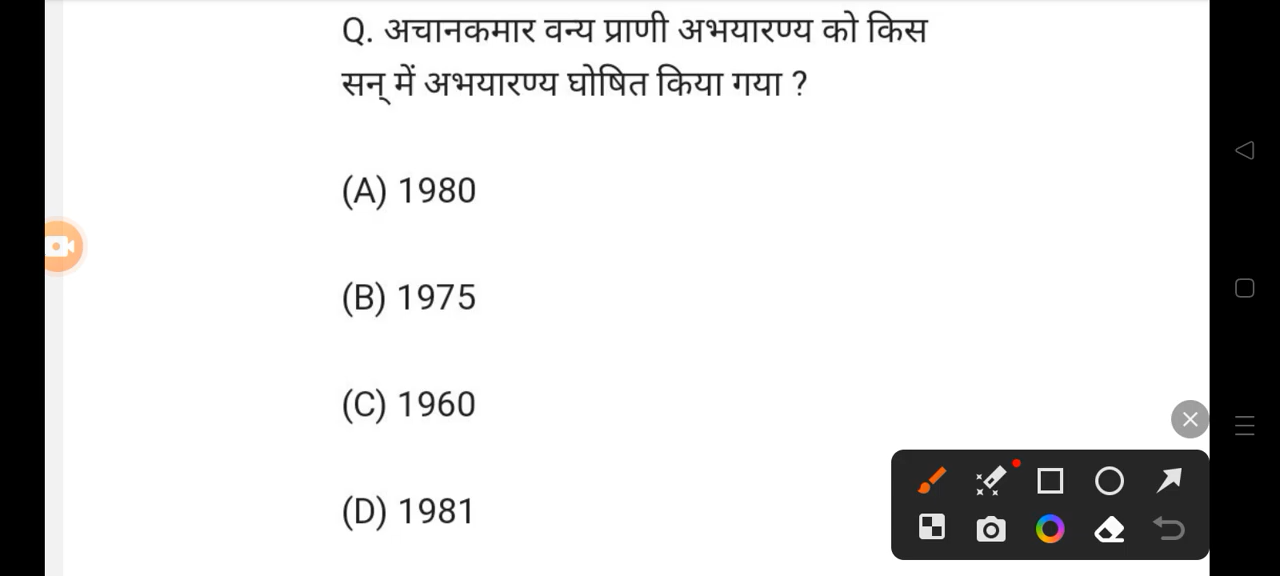 Q. अचानकमार वन्य प्राणी अभयारण्य को किस
सन् में अभयारण्य घोषित किया गया ?
(A) 1980
(B) 1975
(C) 1960
(D) 1981